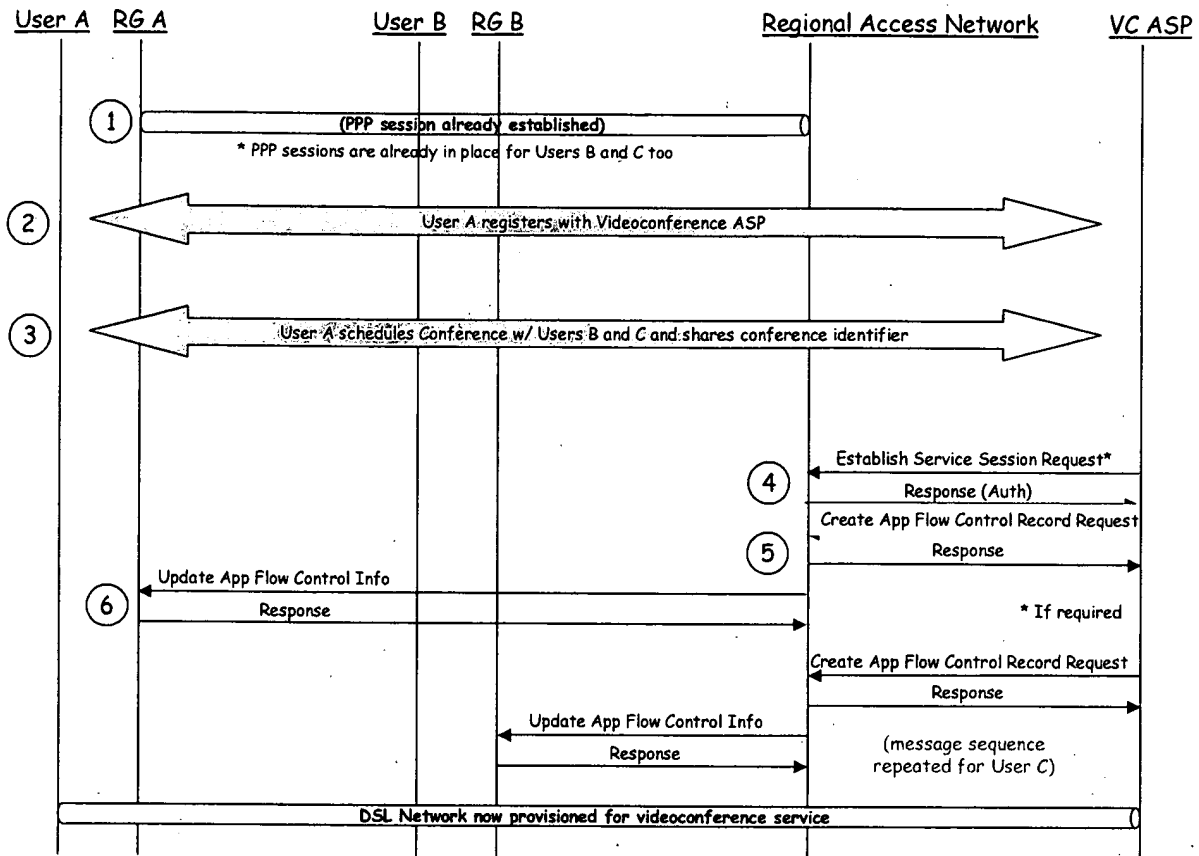 User A RG A User B RG B Regional Access Network VC ASP
1
(PPP session already established)
* PPP sessions are already in place for Users B and C too
2
User A registers with Videoconference ASP
3
User A schedules Conference w/ Users B and C and shares conference identifier
Establish Service Session Request*
4
Response (Auth)
Create App Flow Control Record Request
5
Response
Update App Flow Control Info
6
Response
* If required
Create App Flow Control Record Request
Response
Update App Flow Control Info
Response
(message sequence
repeated for User C)
DSL Network now provisioned for videoconference service